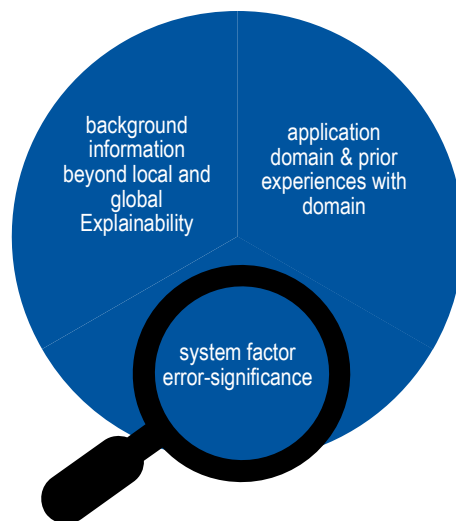 background
information
beyond local and
global
Explainability
application
domain & prior
experiences with
domain
system factor
error-significance